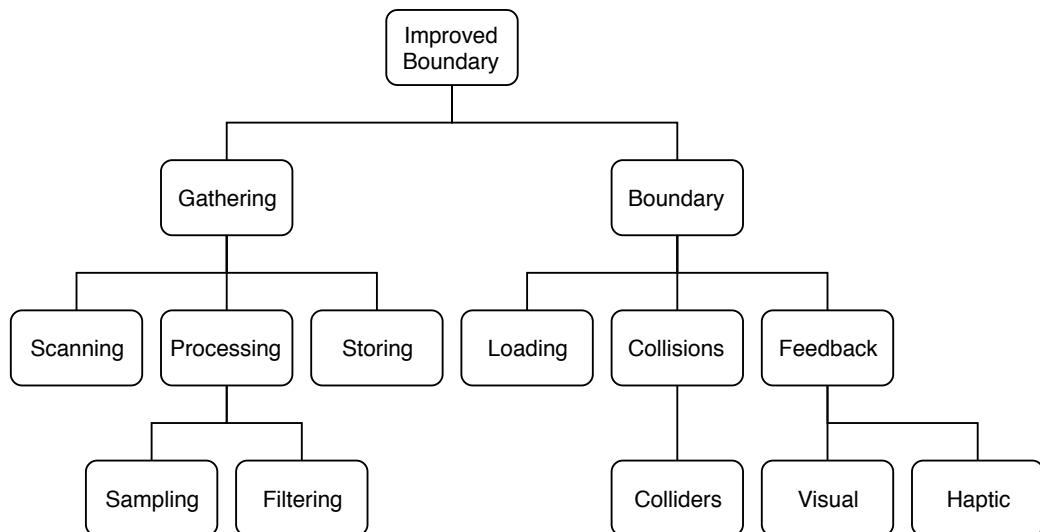 Improved
Boundary
Gathering
Boundary
Scanning
Processing
Storing
Loading
Collisions
Feedback
Sampling
Filtering
Colliders
Visual
Haptic